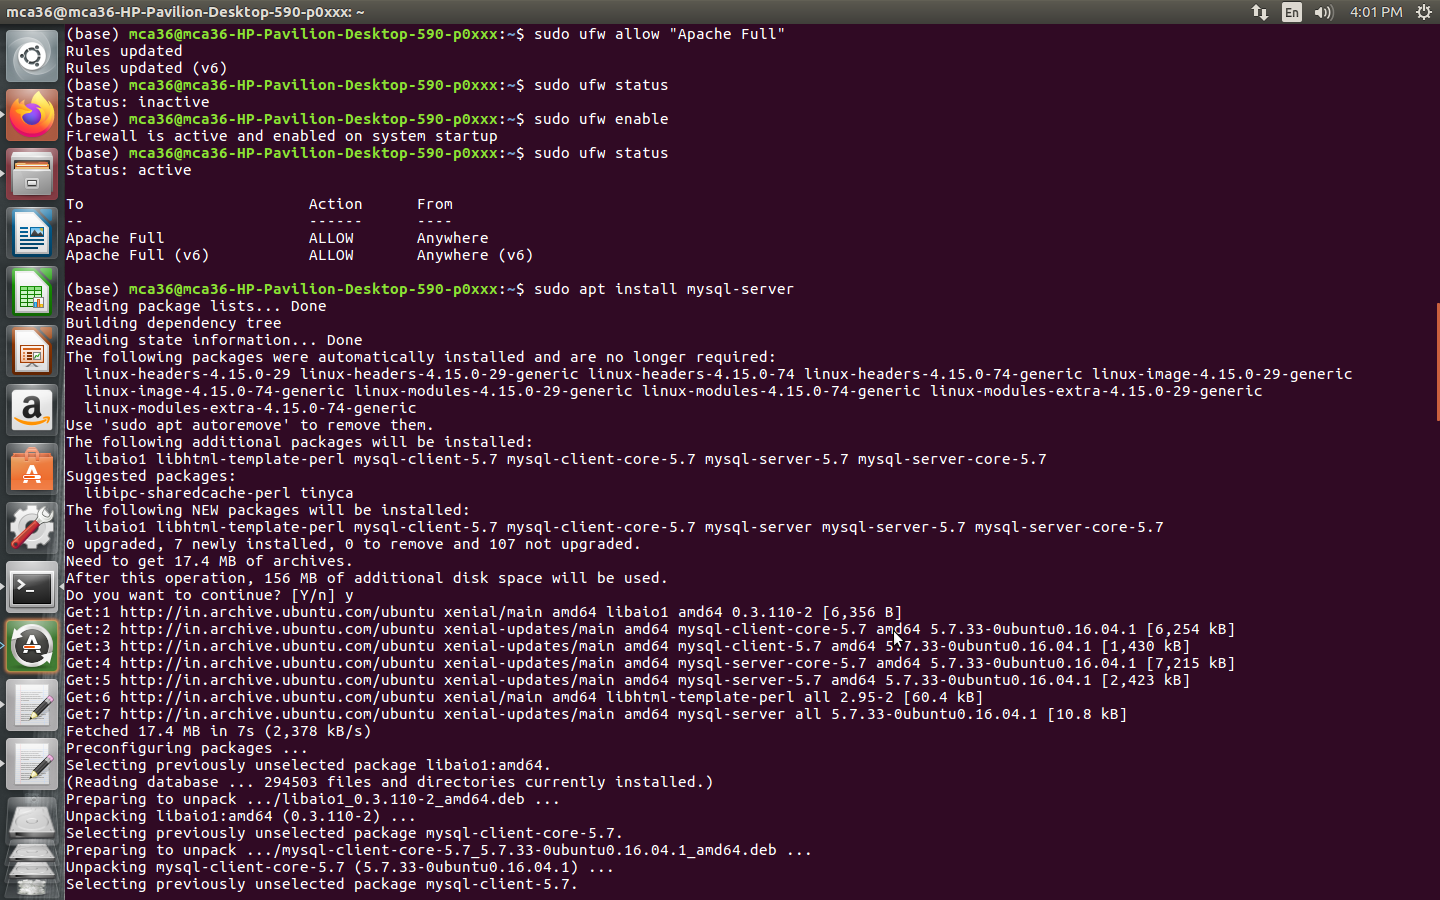 mca36@mca36-HP-Pavilion-Desktop-590-p0xxx: ~
En
4:01 PM
(base) mca36@mca36-HP-Pavilion-Desktop-590-p0xxx:~$ sudo ufw allow "Apache Full"
Rules updated
Rules updated (v6)
(base) mca36@mca36-HP-Pavilion-Desktop-590-p0xxx:~$ sudo ufw status
Status: inactive
(base) mca36@mca36-HP-Pavilion-Desktop-590-p0xxx:~$ sudo ufw enable
Firewall is active and enabled on system startup
(base) mca36@mca36-HP-Pavilion-Desktop-590-p0xxx:~$ sudo ufw status
Status: active
To Action From
-- ------ ----
Apache Full ALLOW Anywhere
Apache Full (v6) ALLOW Anywhere (v6)
(base) mca36@mca36-HP-Pavilion-Desktop-590-p0xxx:~$ sudo apt install mysql-server
Reading package lists... Done
Building dependency tree
Reading state information... Done
The following packages were automatically installed and are no longer required:
linux-headers-4.15.0-29 linux-headers-4.15.0-29-generic linux-headers-4.15.0-74 linux-headers-4.15.0-74-generic linux-image-4.15.0-29-generic
linux-image-4.15.0-74-generic linux-modules-4.15.0-29-generic linux-modules-4.15.0-74-generic linux-modules-extra-4.15.0-29-generic
linux-modules-extra-4.15.0-74-generic
Use 'sudo apt autoremove' to remove them.
The following additional packages will be installed:
libaio1 libhtml-template-perl mysql-client-5.7 mysql-client-core-5.7 mysql-server-5.7 mysql-server-core-5.7
Suggested packages:
libipc-sharedcache-perl tinyca
The following NEW packages will be installed:
libaio1 libhtml-template-perl mysql-client-5.7 mysql-client-core-5.7 mysql-server mysql-server-5.7 mysql-server-core-5.7
0 upgraded, 7 newly installed, 0 to remove and 107 not upgraded.
Need to get 17.4 MB of archives.
After this operation, 156 MB of additional disk space will be used.
Do you want to continue? [Y/n] y
Get:1 http://in.archive.ubuntu.com/ubuntu xenial/main amd64 libaio1 amd64 0.3.110-2 [6,356 B]
Get:2 http://in.archive.ubuntu.com/ubuntu xenial-updates/main amd64 mysql-client-core-5.7 amd64 5.7.33-0ubuntu0.16.04.1 [6,254 kB]
Get:3 http://in.archive.ubuntu.com/ubuntu xenial-updates/main amd64 mysql-client-5.7 amd64 5.7.33-0ubuntu0.16.04.1 [1,430 kB]
Get:4 http://in.archive.ubuntu.com/ubuntu xenial-updates/main amd64 mysql-server-core-5.7 amd64 5.7.33-0ubuntu0.16.04.1 [7,215 kB]
Get:5 http://in.archive.ubuntu.com/ubuntu xenial-updates/main amd64 mysql-server-5.7 amd64 5.7.33-0ubuntu0.16.04.1 [2,423 kB]
Get:6 http://in.archive.ubuntu.com/ubuntu xenial/main amd64 libhtml-template-perl all 2.95-2 [60.4 kB]
Get:7 http://in.archive.ubuntu.com/ubuntu xenial-updates/main amd64 mysql-server all 5.7.33-0ubuntu0.16.04.1 [10.8 kB]
Fetched 17.4 MB in 7s (2,378 kB/s)
Preconfiguring packages ...
Selecting previously unselected package libaio1:amd64.
(Reading database ... 294503 files and directories currently installed.)
Preparing to unpack .../libaio1_0.3.110-2_amd64.deb ...
Unpacking libaio1:amd64 (0.3.110-2) ...
Selecting previously unselected package mysql-client-core-5.7.
Preparing to unpack .../mysql-client-core-5.7_5.7.33-0ubuntu0.16.04.1_amd64.deb ...
Unpacking mysql-client-core-5.7 (5.7.33-0ubuntu0.16.04.1) ...
Selecting previously unselected package mysql-client-5.7.